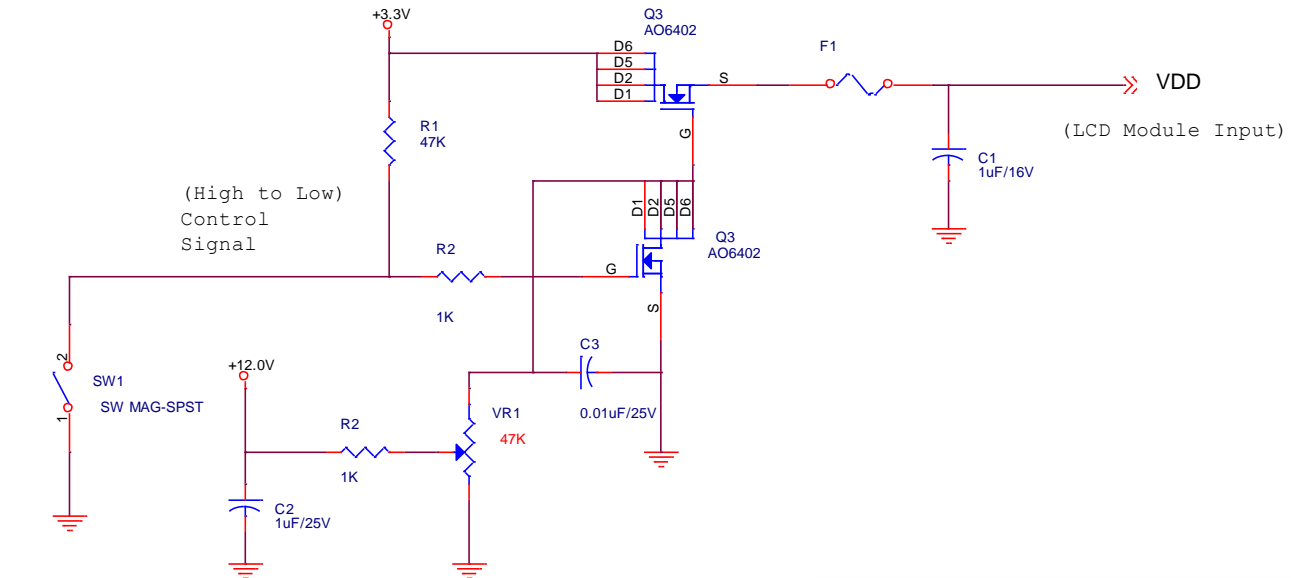 +3.3V
Q3
AO6402
D6
D5
D2
D1
S
G
F1
VDD
(LCD Module Input)
R1
47K
C1
1uF/16V
(High to Low)
Control
Signal
D1
D2
D5
D6
Q3
AO6402
R2
1K
G
S
2
1
SW1
SW MAG-SPST
+12.0V
C3
0.01uF/25V
VR1
47K
R2
1K
C2
1uF/25V